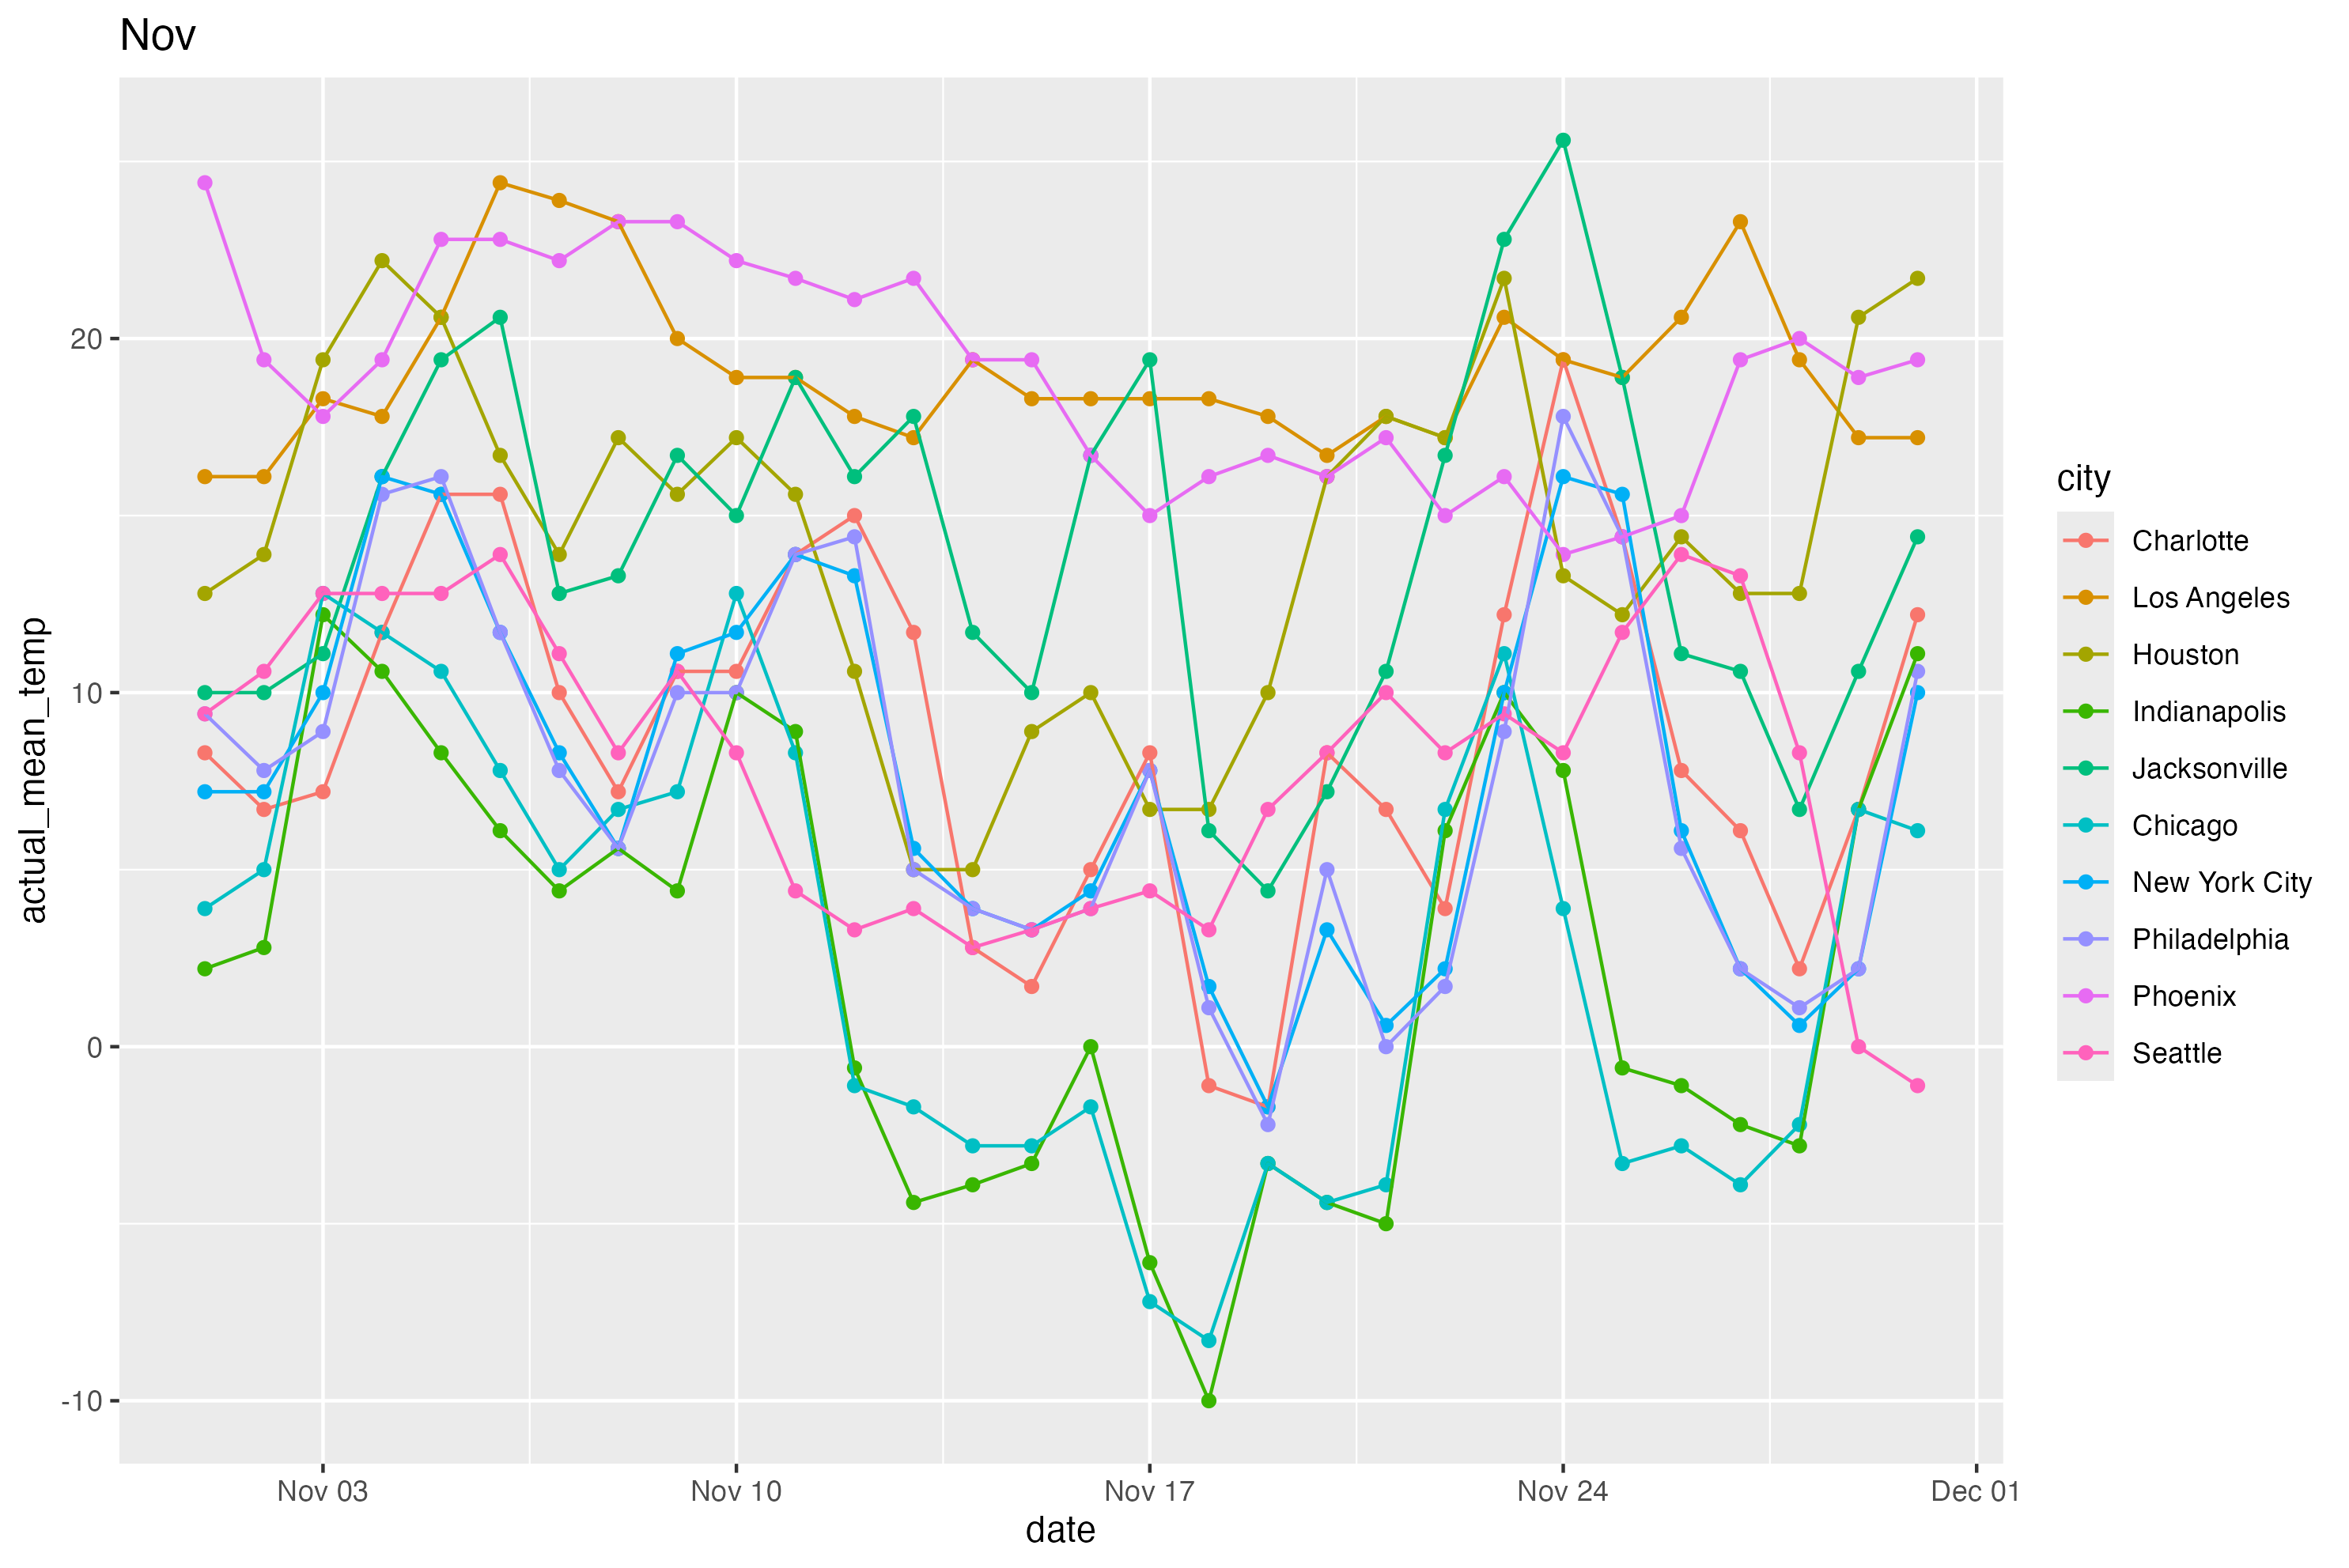 Nov
actual_mean_temp
20
10
0
-10
Nov 03
Nov 10
Nov 17
Nov 24
Dec 01
date
city
Charlotte
Los Angeles
Houston
Indianapolis
Jacksonville
Chicago
New York City
Philadelphia
Phoenix
Seattle